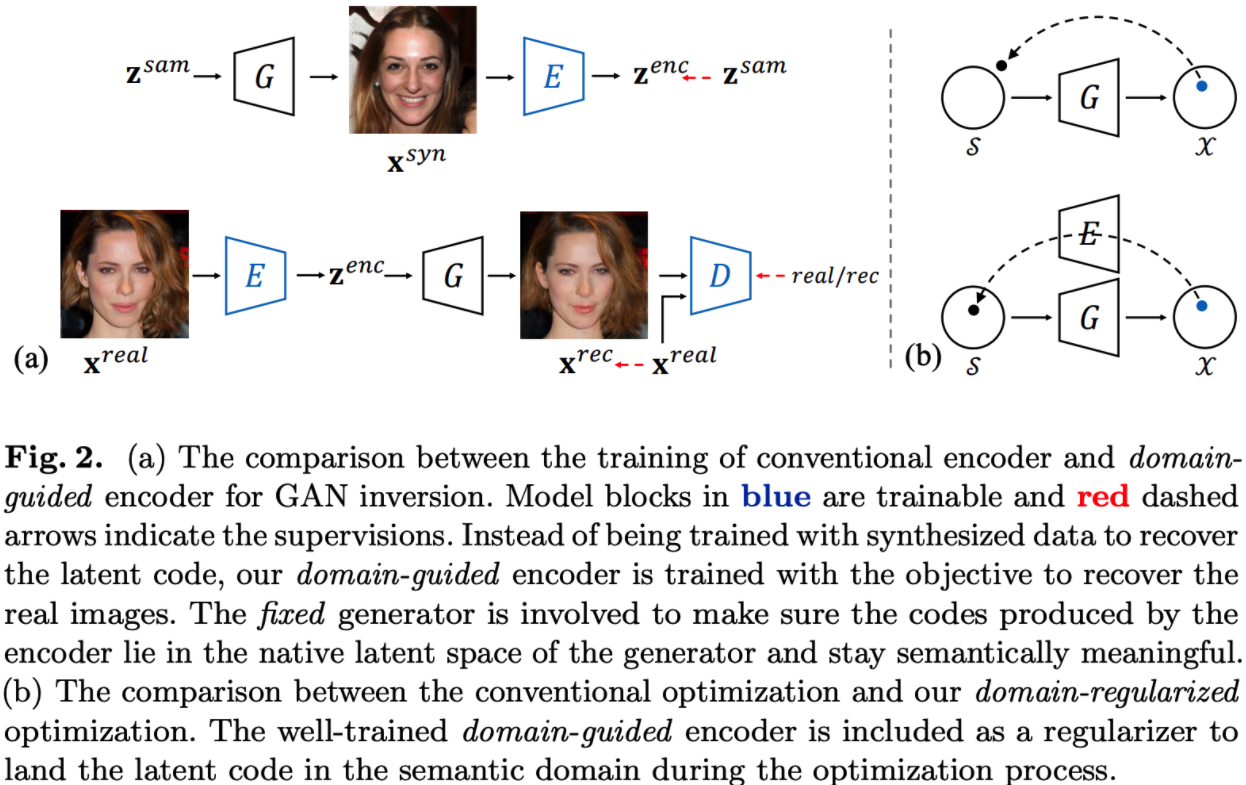 z^sam G E z^enc z^sam
x^syn
G
S X
E
E z^enc G D real/rec
G
(a) x^real x^rec x^real (b) S X
Fig. 2. (a) The comparison between the training of conventional encoder and domain-
guided encoder for GAN inversion. Model blocks in blue are trainable and red dashed
arrows indicate the supervisions. Instead of being trained with synthesized data to recover
the latent code, our domain-guided encoder is trained with the objective to recover the
real images. The fixed generator is involved to make sure the codes produced by the
encoder lie in the native latent space of the generator and stay semantically meaningful.
(b) The comparison between the conventional optimization and our domain-regularized
optimization. The well-trained domain-guided encoder is included as a regularizer to
land the latent code in the semantic domain during the optimization process.